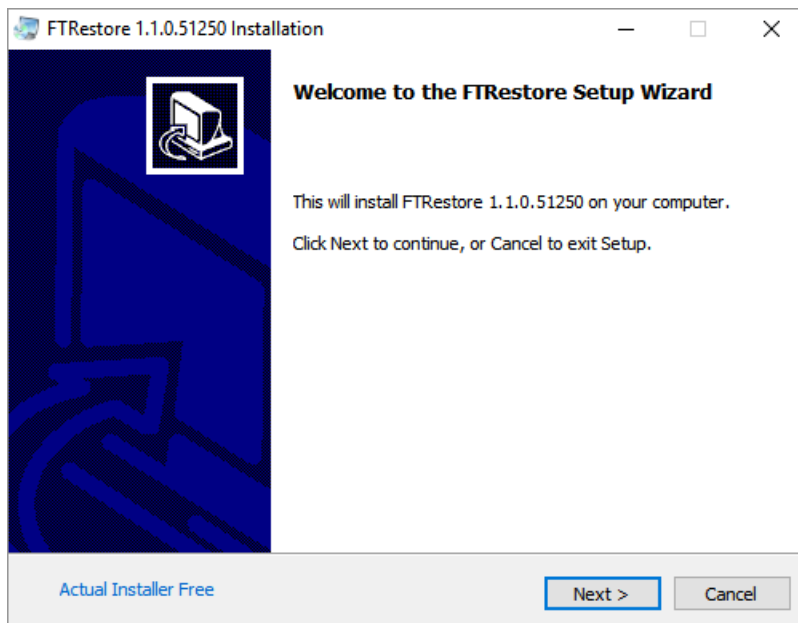 FTRestore 1.1.0.51250 Installation
Welcome to the FTRestore Setup Wizard
This will install FTRestore 1.1.0.51250 on your computer.
Click Next to continue, or Cancel to exit Setup.
Actual Installer Free
Next >
Cancel